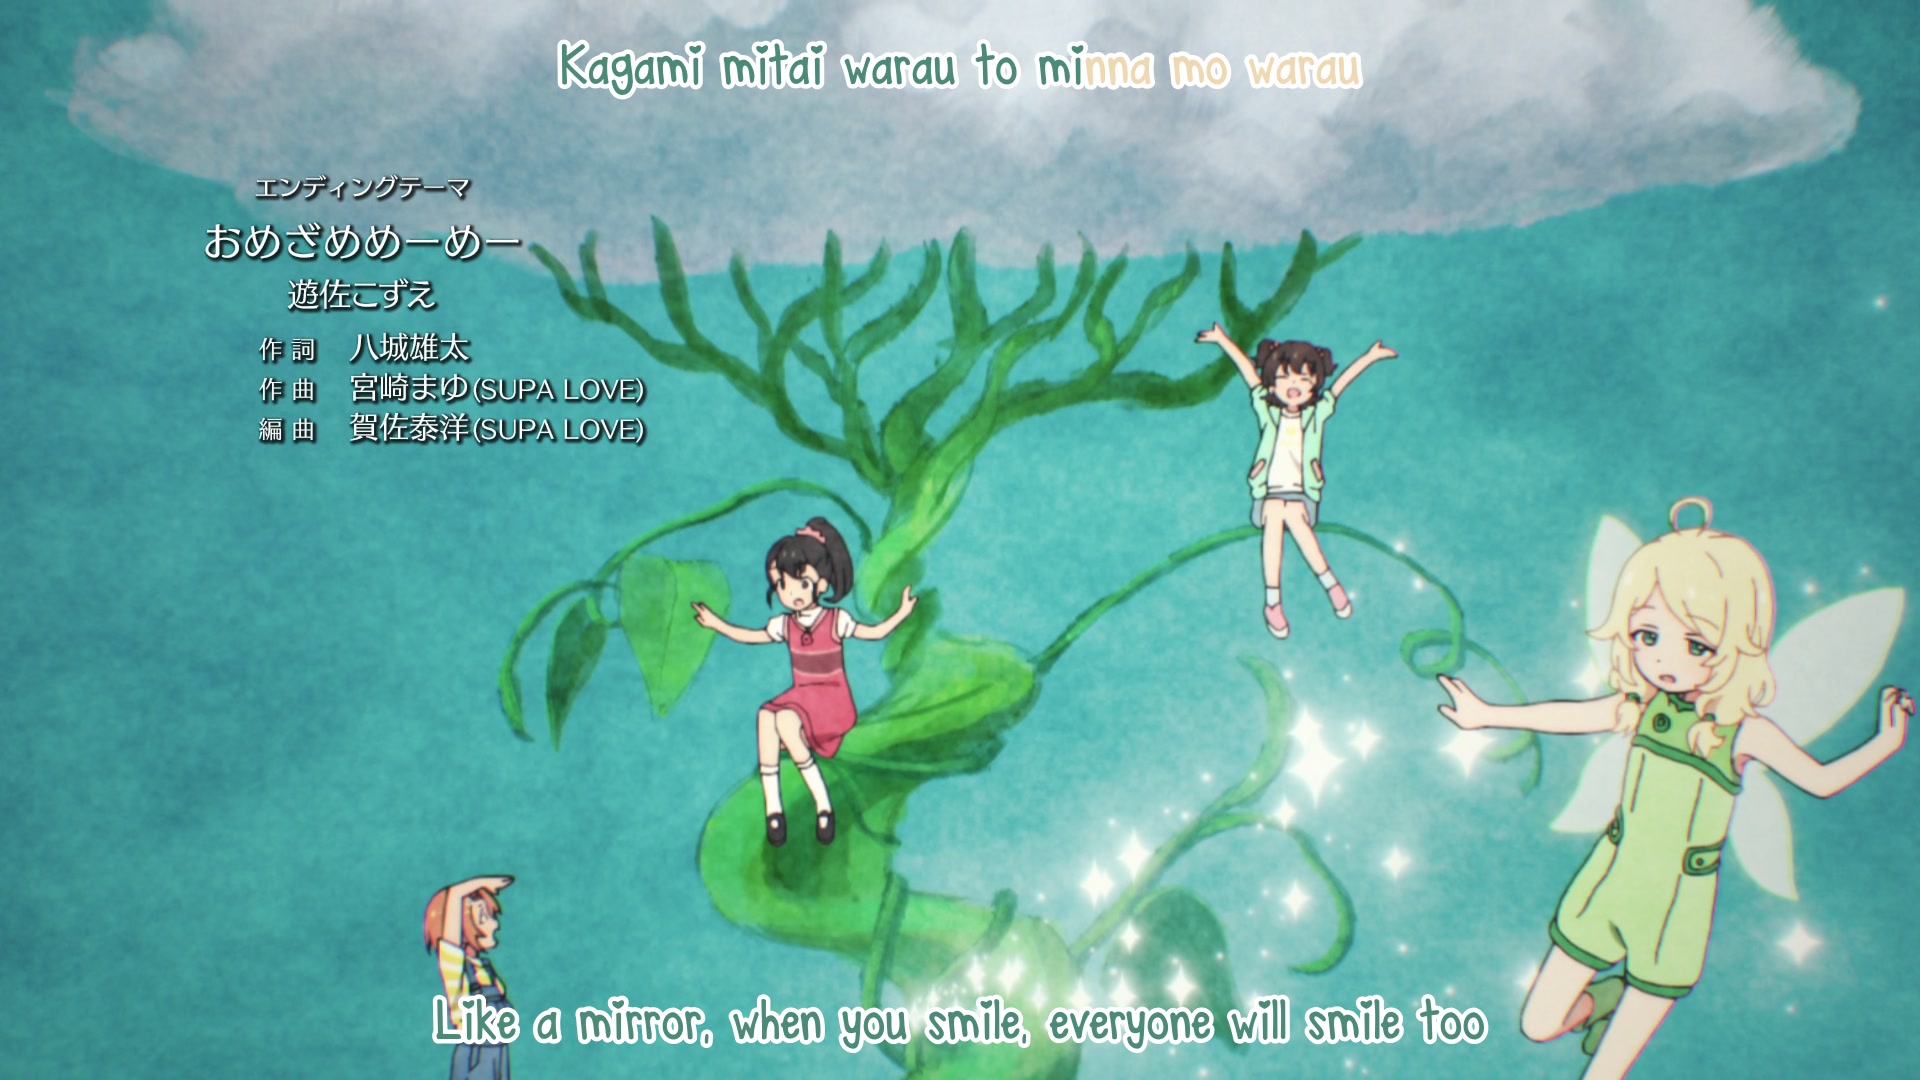 Kagami mitai warau to minna mo warau
エンディングテーマ
おめざめめーめー
遊佐こずえ
作詞 八城雄太
作曲 宮崎まゆ(SUPA LOVE)
編曲 賀佐泰洋(SUPA LOVE)
Like a mirror, when you smile, everyone will smile too